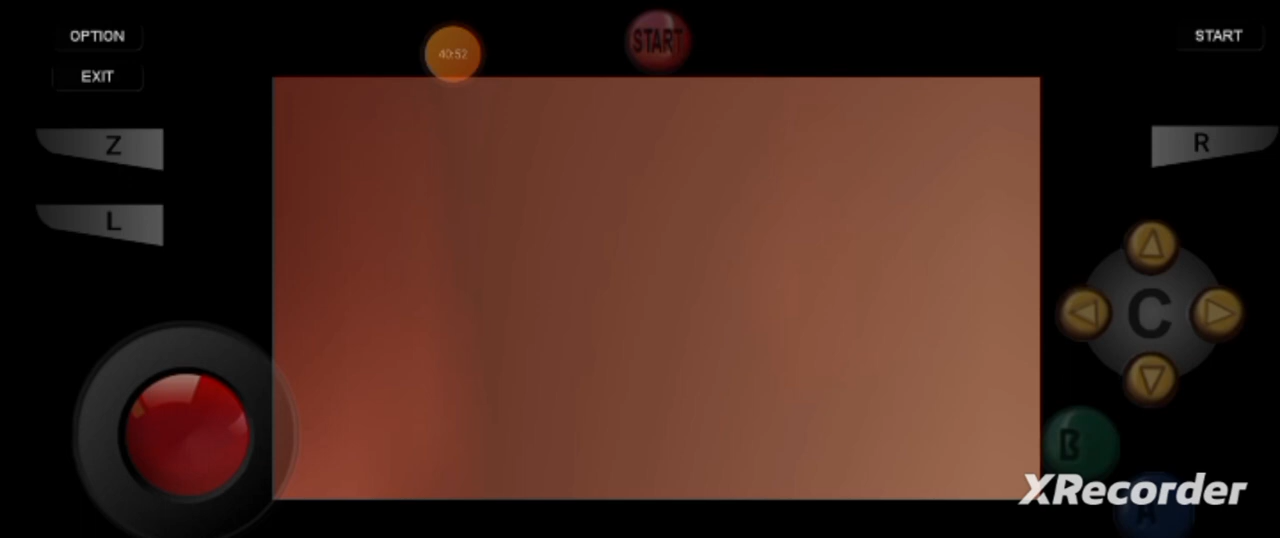 OPTION
40:52
START
START
EXIT
Z
R
L
C
B
XRecorder
A